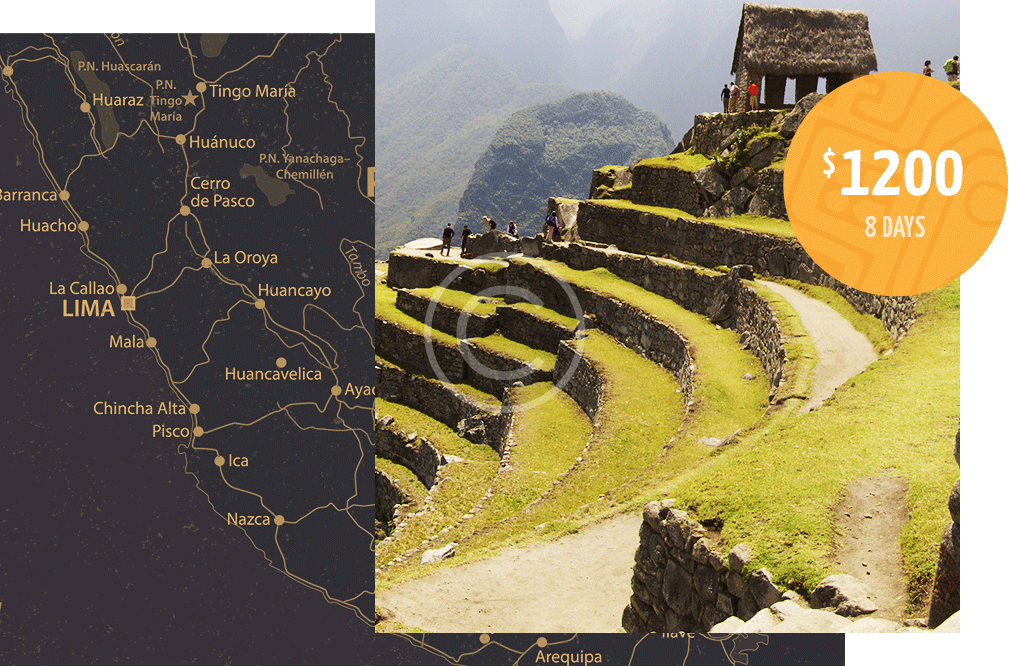 P.N. Huascarán
Huaraz
P.N.
Tingo
María
Tingo María
Huánuco
P.N. Yanachaga–
Chemillén
Cerro
de Pasco
Barranca
Huacho
La Oroya
Tambo
La Callao
LIMA
Huancayo
Mala
Huancavelica
Chincha Alta
Pisco
Ica
Nazca
Arequipa
$1200
8 DAYS
C